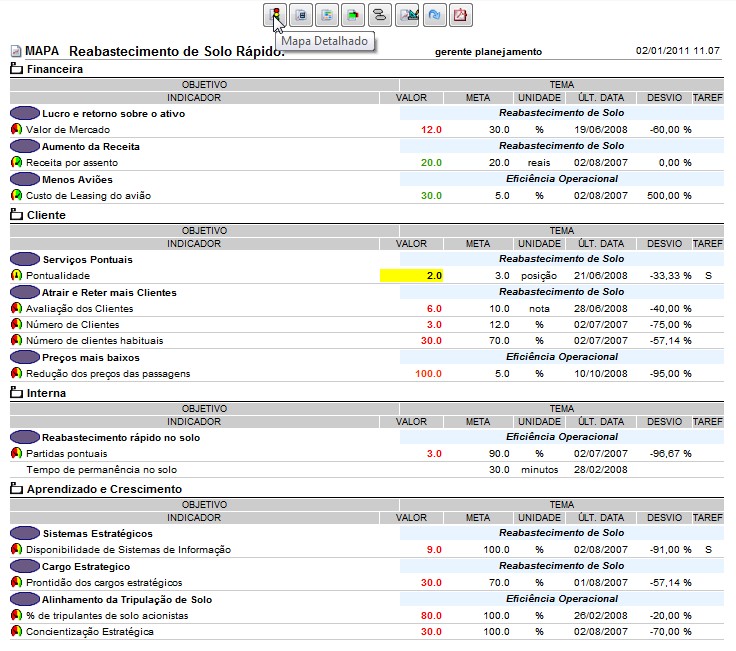 Mapa Detalhado
MAPA Reabastecimento de Solo Rápido. gerente planejamento 02/01/2011 11.07
Financeira
OBJETIVO TEMA
INDICADOR VALOR META UNIDADE ÚLT. DATA DESVIO TAREF
Lucro e retorno sobre o ativo Reabastecimento de Solo
Valor de Mercado 12.0 30.0 % 19/06/2008 -60,00 %
Aumento da Receita Reabastecimento de Solo
Receita por assento 20.0 20.0 reais 02/08/2007 0,00 %
Menos Aviões Eficiência Operacional
Custo de Leasing do avião 30.0 5.0 % 02/08/2007 500,00 %
Cliente
OBJETIVO TEMA
INDICADOR VALOR META UNIDADE ÚLT. DATA DESVIO TAREF
Serviços Pontuais Reabastecimento de Solo
Pontualidade 2.0 3.0 posição 21/06/2008 -33,33 % S
Atrair e Reter mais Clientes Reabastecimento de Solo
Avaliação dos Clientes 6.0 10.0 nota 28/06/2008 -40,00 %
Número de Clientes 3.0 12.0 % 02/07/2007 -75,00 %
Número de clientes habituais 30.0 70.0 % 02/07/2007 -57,14 %
Preços mais baixos Eficiência Operacional
Redução dos preços das passagens 100.0 5.0 % 10/10/2008 -95,00 %
Interna
OBJETIVO TEMA
INDICADOR VALOR META UNIDADE ÚLT. DATA DESVIO TAREF
Reabastecimento rápido no solo Eficiência Operacional
Partidas pontuais 3.0 90.0 % 02/07/2007 -96,67 %
Tempo de permanência no solo 30.0 minutos 28/02/2008
Aprendizado e Crescimento
OBJETIVO TEMA
INDICADOR VALOR META UNIDADE ÚLT. DATA DESVIO TAREF
Sistemas Estratégicos Reabastecimento de Solo
Disponibilidade de Sistemas de Informação 9.0 100.0 % 02/08/2007 -91,00 % S
Cargo Estrategico Reabastecimento de Solo
Prontidão dos cargos estratégicos 30.0 70.0 % 01/08/2007 -57,14 %
Alinhamento da Tripulação de Solo Eficiência Operacional
% de tripulantes de solo acionistas 80.0 100.0 % 26/02/2008 -20,00 %
Concientização Estratégica 30.0 100.0 % 02/08/2007 -70,00 %